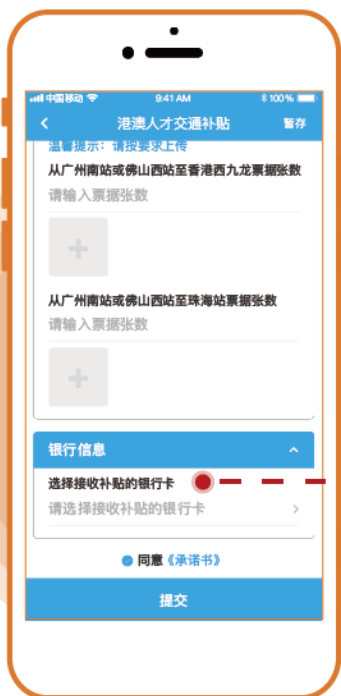 中国移动 9:41 AM 100%
港澳人才交通补贴 暂存
温馨提示：请按要求上传
从广州南站或佛山西站至香港西九龙票据张数
请输入票据张数
从广州南站或佛山西站至珠海站票据张数
请输入票据张数
银行信息
选择接收补贴的银行卡
请选择接收补贴的银行卡
同意《承诺书》
提交